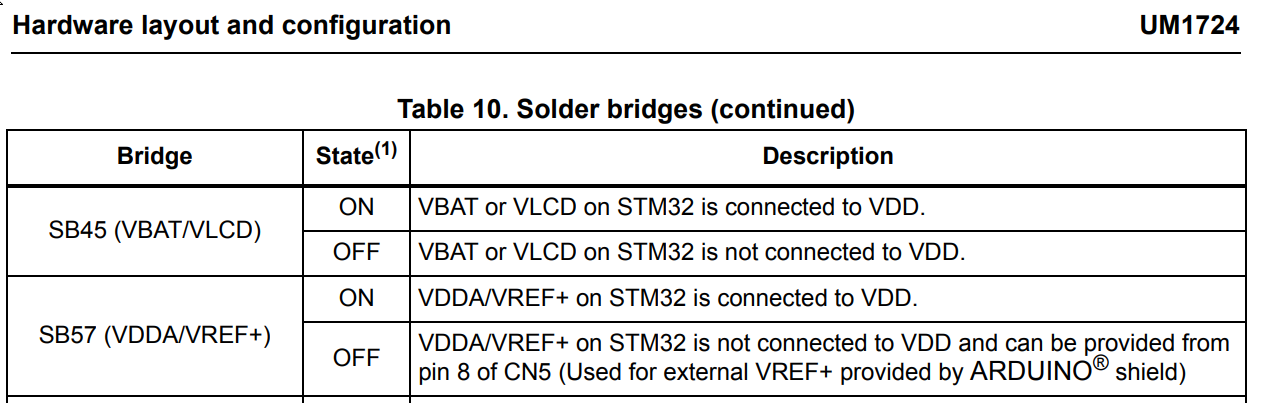 Hardware layout and configuration UM1724
Table 10. Solder bridges (continued)
Bridge State(1) Description
SB45 (VBAT/VLCD)
ON VBAT or VLCD on STM32 is connected to VDD.
OFF VBAT or VLCD on STM32 is not connected to VDD.
SB57 (VDDA/VREF+)
ON VDDA/VREF+ on STM32 is connected to VDD.
OFF VDDA/VREF+ on STM32 is not connected to VDD and can be provided from
pin 8 of CN5 (Used for external VREF+ provided by ARDUINO® shield)